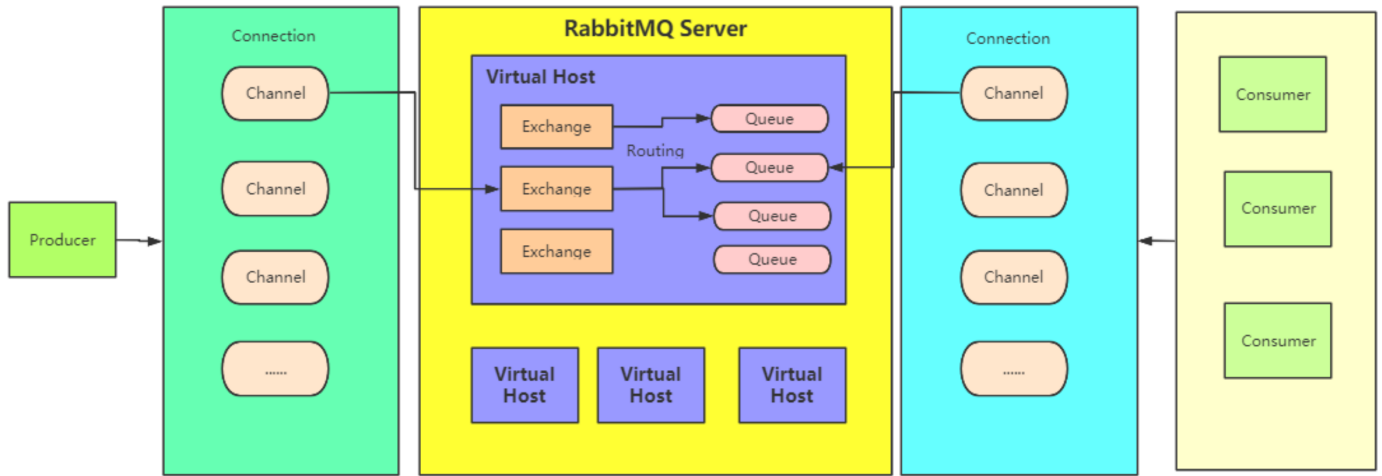 Producer
Connection
Channel
Channel
Channel
......
RabbitMQ Server
Virtual Host
Exchange
Exchange
Exchange
Routing
Queue
Queue
Queue
Queue
Virtual
Host
Virtual
Host
Virtual
Host
Connection
Channel
Channel
Channel
......
Consumer
Consumer
Consumer